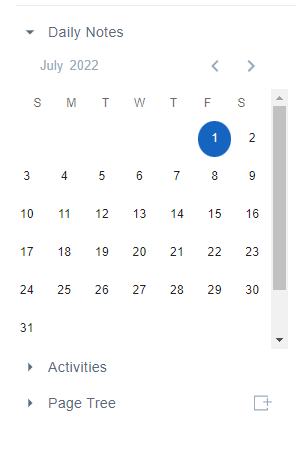 Daily Notes
July 2022
S M T W T F S
1 2
3 4 5 6 7 8 9
10 11 12 13 14 15 16
17 18 19 20 21 22 23
24 25 26 27 28 29 30
31
Activities
Page Tree